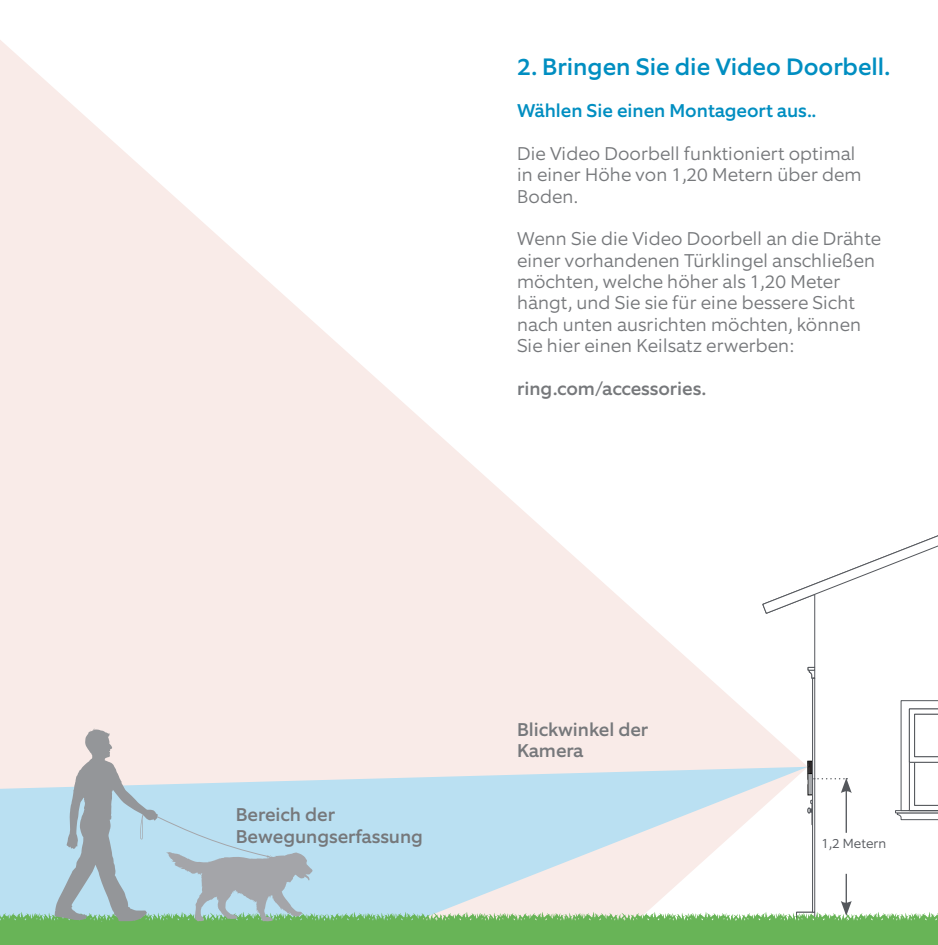 2. Bringen Sie die Video Doorbell.
Wählen Sie einen Montageort aus..
Die Video Doorbell funktioniert optimal
in einer Höhe von 1,20 Metern über dem
Boden.
Wenn Sie die Video Doorbell an die Drähte
einer vorhandenen Türklingel anschließen
möchten, welche höher als 1,20 Meter
hängt, und Sie sie für eine bessere Sicht
nach unten ausrichten möchten, können
Sie hier einen Keilsatz erwerben:
ring.com/accessories.
Blickwinkel der
Kamera
Bereich der
Bewegungserfassung
1,2 Metern